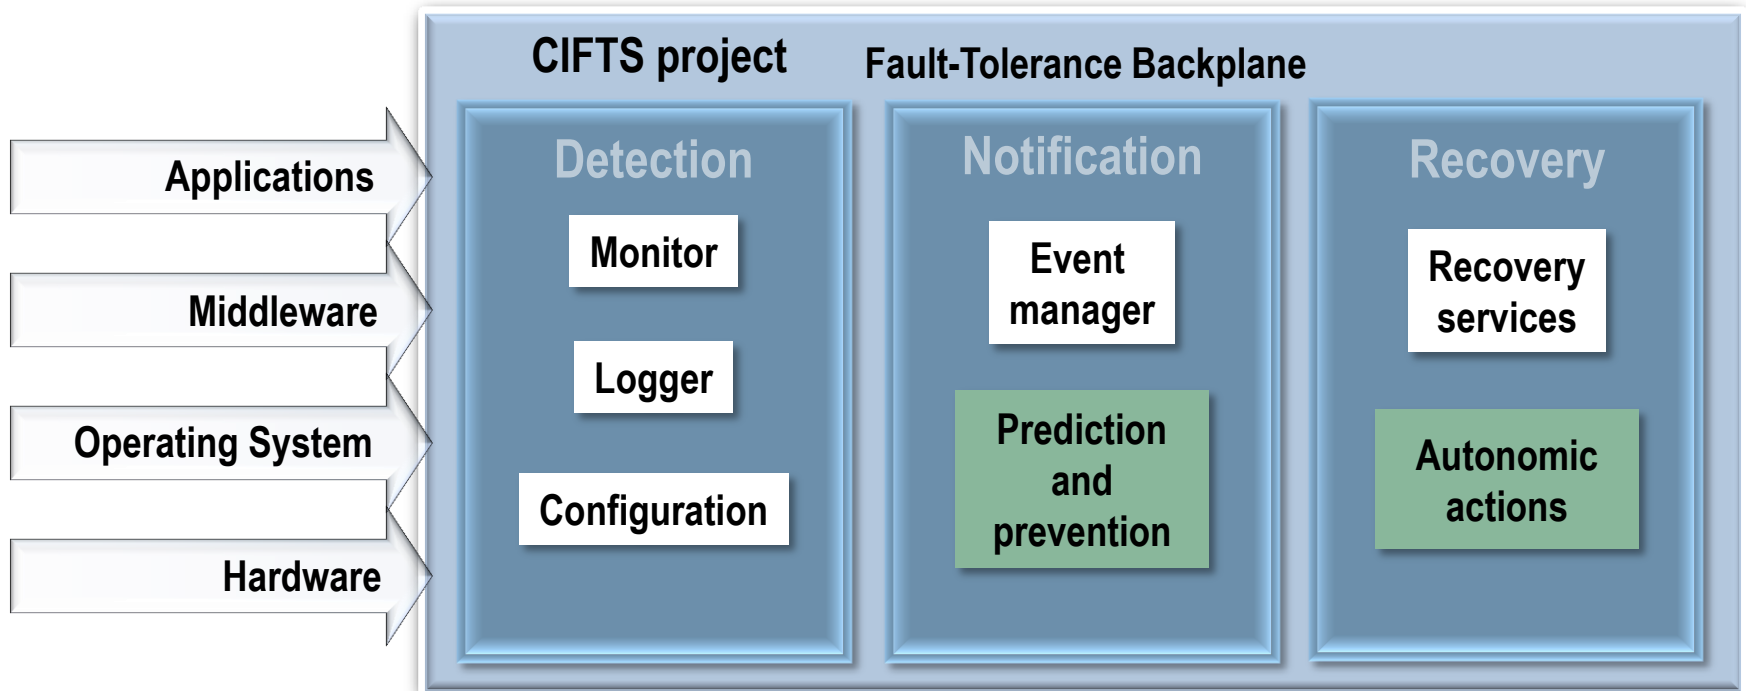 CIFTS project
Fault-Tolerance Backplane
Applications
Middleware
Operating System
Hardware
Detection
Monitor
Logger
Configuration
Notification
Event
manager
Prediction
and
prevention
Recovery
Recovery
services
Autonomic
actions